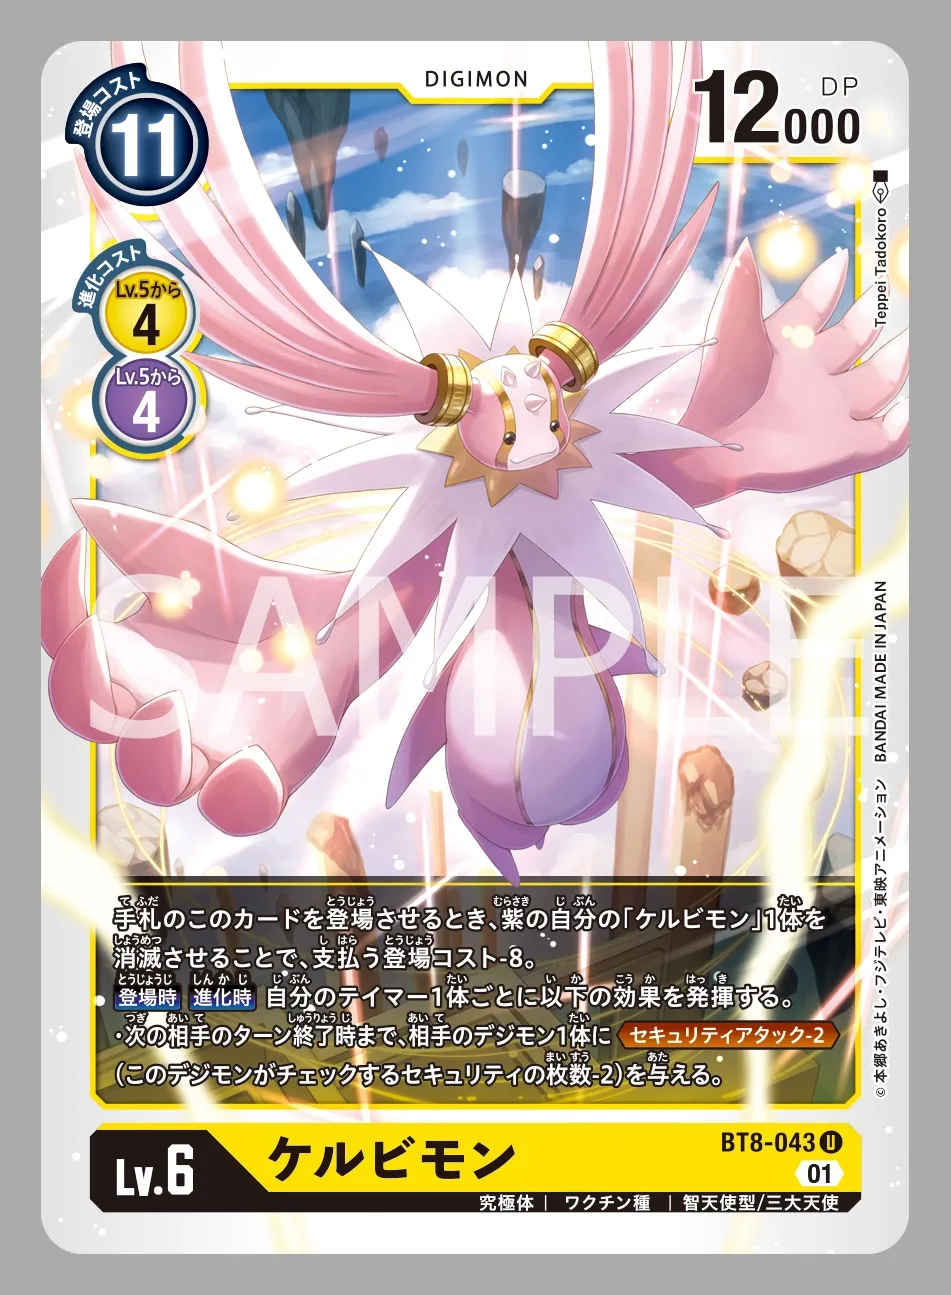 DIGIMON
登場コスト
11
12000
DP
進化コスト
Lv.5から
4
Lv.5から
4
Teppei Tadokoro
SAMPLE
BANDAI MADE IN JAPAN
©本郷あきよし・フジテレビ・東映アニメーション
手札のこのカードを登場させるとき、紫の自分の「ケルビモン」1体を
消滅させることで、支払う登場コスト-8。
登場時 進化時 自分のテイマー1体ごとに以下の効果を発揮する。
・次の相手のターン終了時まで、相手のデジモン1体に セキュリティアタック-2
(このデジモンがチェックするセキュリティの枚数-2)を与える。
Lv.6
ケルビモン
BT8-043 U
01
究極体 | ワクチン種 | 智天使型/三大天使